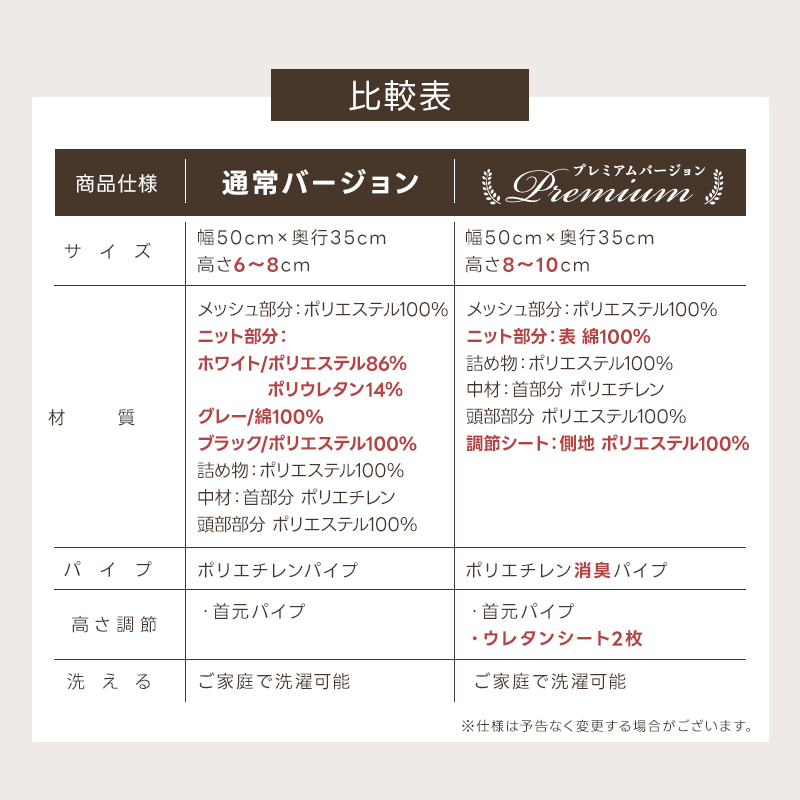 比較表
商品仕様
通常バージョン
プレミアムバージョン
Premium
サイズ
幅50cm×奥行35cm
高さ6〜8cm
幅50cm×奥行35cm
高さ8〜10cm
材質
メッシュ部分：ポリエステル100%
ニット部分：
ホワイト/ポリエステル86%
ポリウレタン14%
グレー/綿100%
ブラック/ポリエステル100%
詰め物：ポリエステル100%
中材：首部分 ポリエチレン
頭部部分 ポリエステル100%
メッシュ部分：ポリエステル100%
ニット部分：表 綿100%
詰め物：ポリエステル100%
中材：首部分 ポリエチレン
頭部部分 ポリエステル100%
調節シート：側地 ポリエステル100%
パイプ
ポリエチレンパイプ
ポリエチレン消臭パイプ
高さ調節
・首元パイプ
・首元パイプ
・ウレタンシート2枚
洗える
ご家庭で洗濯可能
ご家庭で洗濯可能
※仕様は予告なく変更する場合がございます。